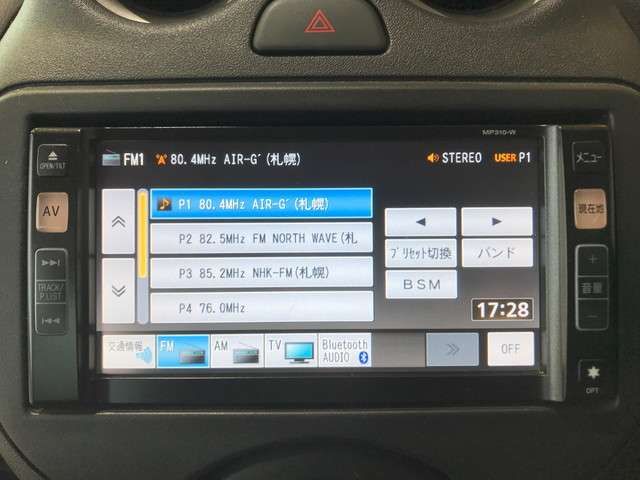 MP310-W
OPEN/TILT
FM1 80.4MHz AIR-G´(札幌) STEREO USER P1
メニュー
AV
P1 80.4MHz AIR-G´(札幌)
現在地
P2 82.5MHz FM NORTH WAVE(札
プリセット切換 バンド
TRACK/
P.LIST
P3 85.2MHz NHK-FM(札幌)
BSM
+
音量
-
P4 76.0MHz
17:28
交通情報 FM AM TV Bluetooth
AUDIO
OFF
OPT